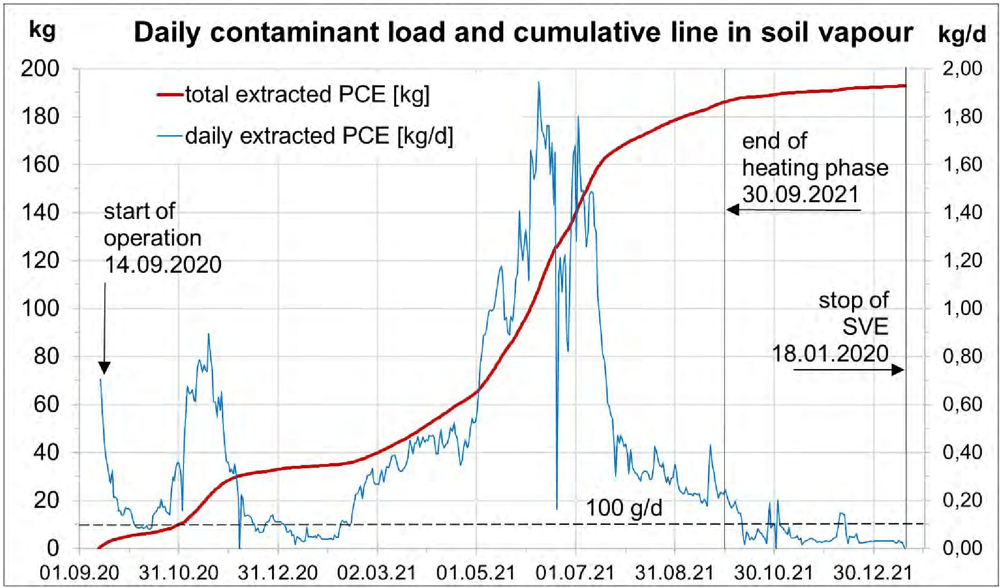 kg
Daily contaminant load and cumulative line in soil vapour
kg/d
200
180
160
140
120
100
80
60
40
20
0
total extracted PCE [kg]
daily extracted PCE [kg/d]
start of
operation
14.09.2020
end of
heating phase
30.09.2021
stop of
SVE
18.01.2020
100 g/d
2,00
1,80
1,60
1,40
1,20
1,00
0,80
0,60
0,40
0,20
0,00
01.09.20
31.10.20
31.12.20
02.03.21
01.05.21
01.07.21
31.08.21
30.10.21
30.12.21